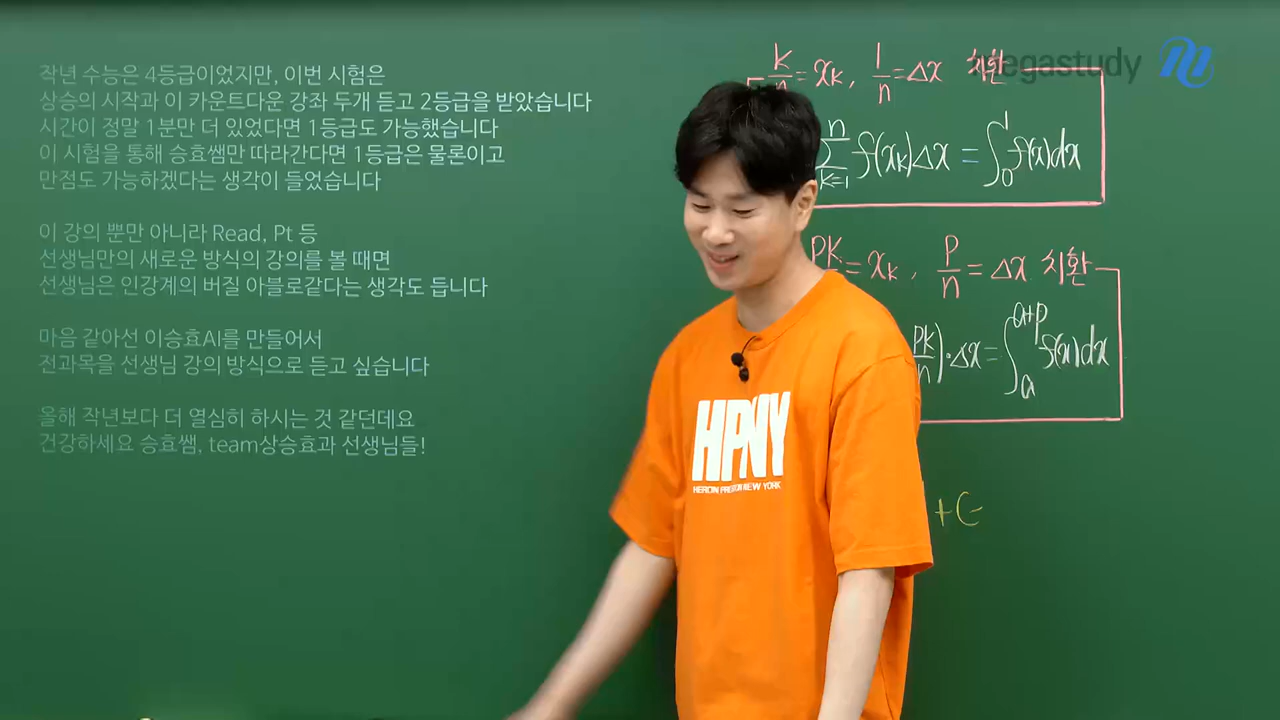 작년 수능은 4등급이었지만, 이번 시험은
상승의 시작과 이 카운트다운 강좌 두개 듣고 2등급을 받았습니다
시간이 정말 1분만 더 있었다면 1등급도 가능했습니다
이 시험을 통해 승효쌤만 따라간다면 1등급은 물론이고
만점도 가능하겠다는 생각이 들었습니다
이 강의 뿐만 아니라 Read, Pt 등
선생님만의 새로운 방식의 강의를 볼 때면
선생님은 인강계의 버질 아블로같다는 생각도 듭니다
마음 같아선 이승효AI를 만들어서
전과목을 선생님 강의 방식으로 듣고 싶습니다
올해 작년보다 더 열심히 하시는 것 같던데요
건강하세요 승효쌤, team상승효과 선생님들!
megastudy
k/n = xₖ, 1/n = Δx 치환
∑ₖ₌₁ⁿ f(xₖ)Δx = ∫₀¹ f(x)dx
pk/n = xₖ, p/n = Δx 치환
pk/n)·Δx = ∫ₐᵃ⁺ᵖ f(x)dx
+C
HPNY
HERON PRESTON NEW YORK